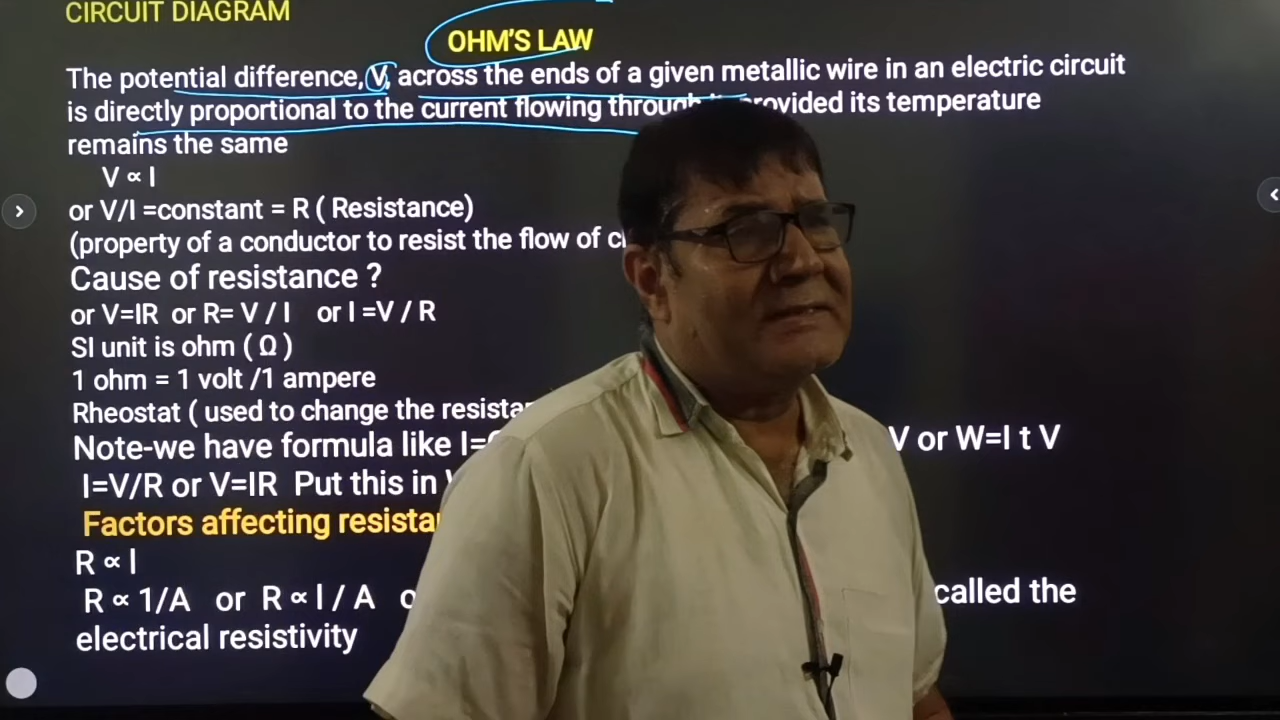 CIRCUIT DIAGRAM
OHM'S LAW
The potential difference, V, across the ends of a given metallic wire in an electric circuit
is directly proportional to the current flowing through its provided its temperature
remains the same
V ∝ I
or V/I =constant = R ( Resistance)
(property of a conductor to resist the flow of
Cause of resistance ?
or V=IR or R= V / I or I =V / R
SI unit is ohm ( Ω )
1 ohm = 1 volt /1 ampere
Rheostat ( used to change the
Note-we have formula like I= V or W=I t V
I=V/R or V=IR Put this in
Factors affecting
R ∝ l
R ∝ 1/A or R ∝ l / A called the
electrical resistivity